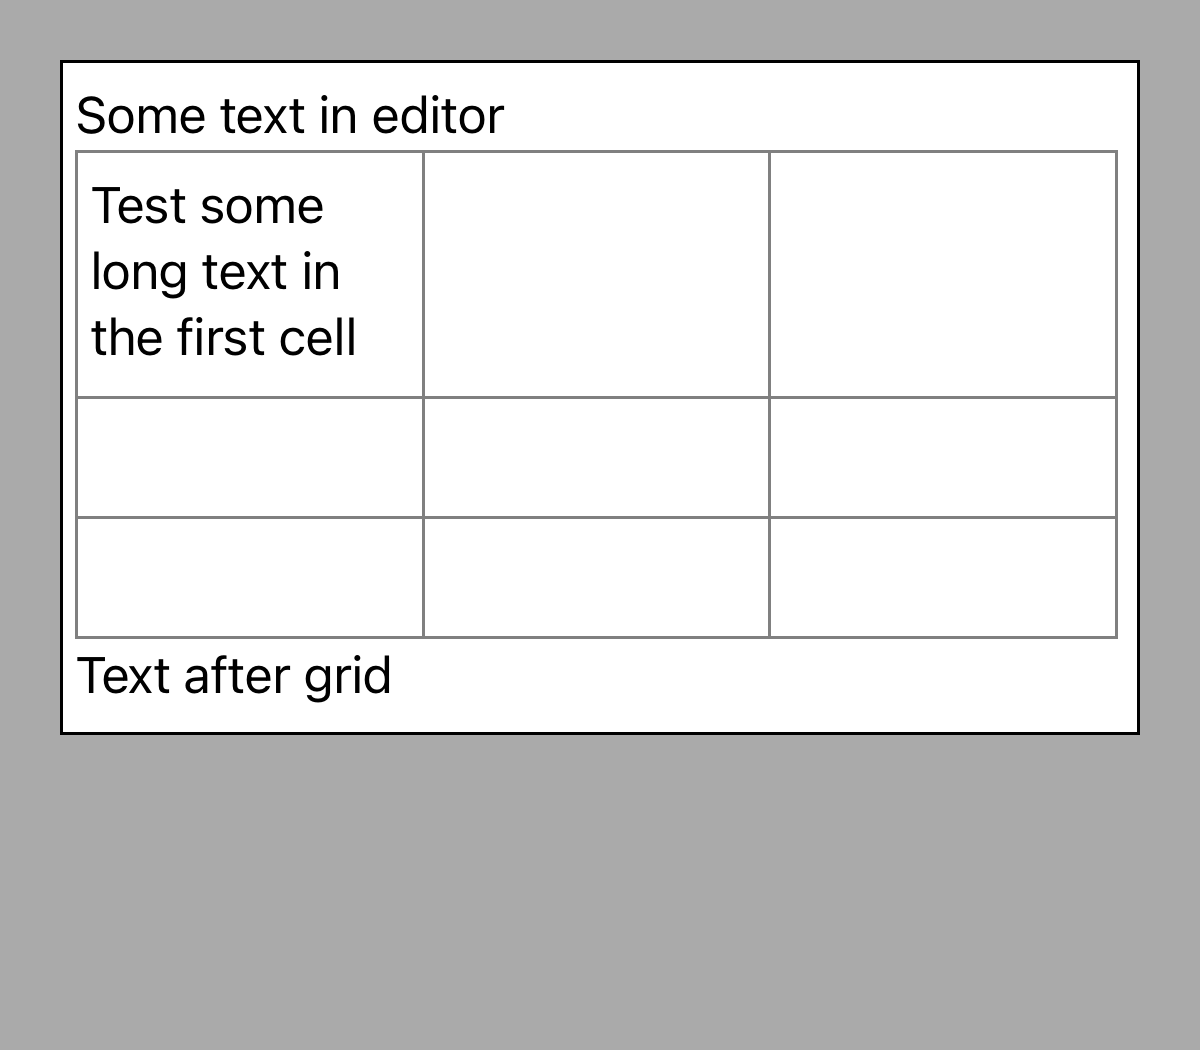 Some text in editor
Test some
long text in
the first cell
Text after grid